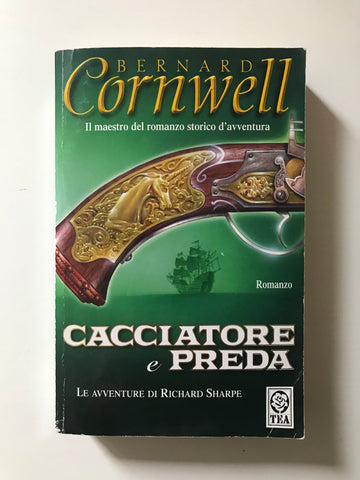 BERNARD
Cornwell
Il maestro del romanzo storico d'avventura
Romanzo
CACCIATORE
e PREDA
LE AVVENTURE DI RICHARD SHARPE
TEA